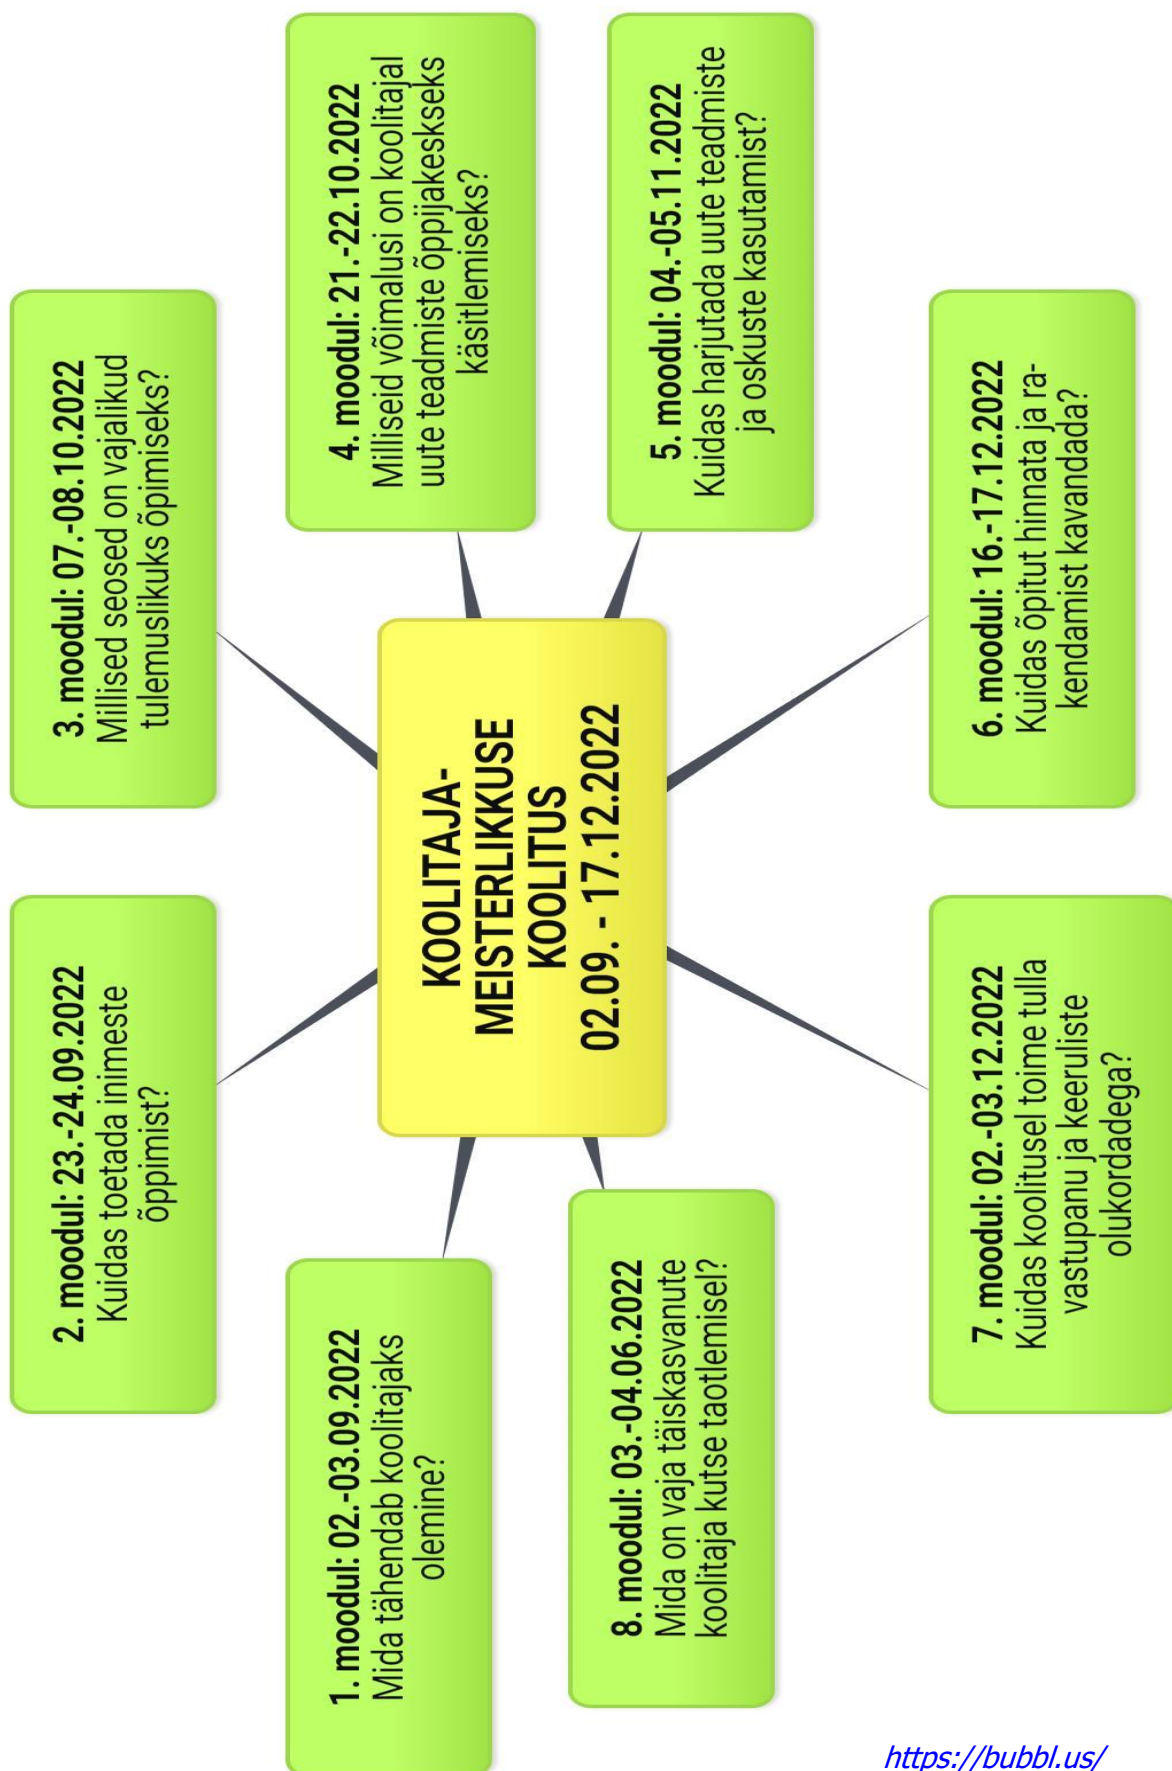 KOOLITAJA-
MEISTERLIKKUSE
KOOLITUS
02.09. - 17.12.2022
1. moodul: 02.-03.09.2022
Mida tähendab koolitajaks
olemine?
2. moodul: 23.-24.09.2022
Kuidas toetada inimeste
õppimist?
3. moodul: 07.-08.10.2022
Millised seosed on vajalikud
tulemuslikuks õpimiseks?
4. moodul: 21.-22.10.2022
Milliseid võimalusi on koolitajal
uute teadmiste õppijakeskseks
käsitlemiseks?
5. moodul: 04.-05.11.2022
Kuidas harjutada uute teadmiste
ja oskuste kasutamist?
6. moodul: 16.-17.12.2022
Kuidas õpitut hinnata ja ra-
kendamist kavandada?
7. moodul: 02.-03.12.2022
Kuidas koolitusel toime tulla
vastupanu ja keeruliste
olukordadega?
8. moodul: 03.-04.06.2022
Mida on vaja täiskasvanute
koolitaja kutse taotlemisel?
https://bubbl.us/